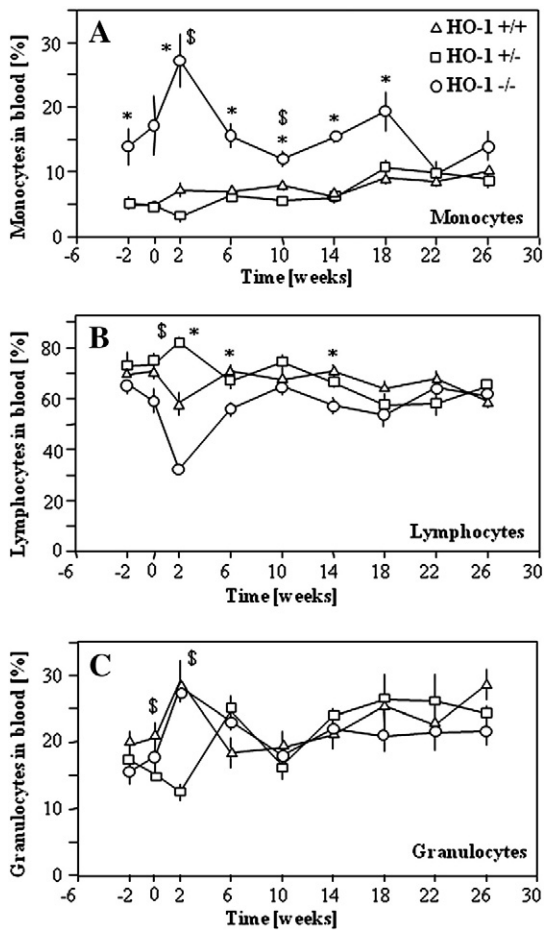 A
$
HO-1 +/+
HO-1 +/-
HO-1 -/-
* * * $ * * *
Monocytes in blood [%]
30
20
10
0
Monocytes
-6 -2 0 2 6 10 14 18 22 26 30
Time [weeks]
B
$ * * *
Lymphocytes in blood [%]
80
60
40
20
0
Lymphocytes
-6 -2 0 2 6 10 14 18 22 26 30
Time [weeks]
C
$ $
Granulocytes in blood [%]
30
20
10
0
Granulocytes
-6 -2 0 2 6 10 14 18 22 26 30
Time [weeks]